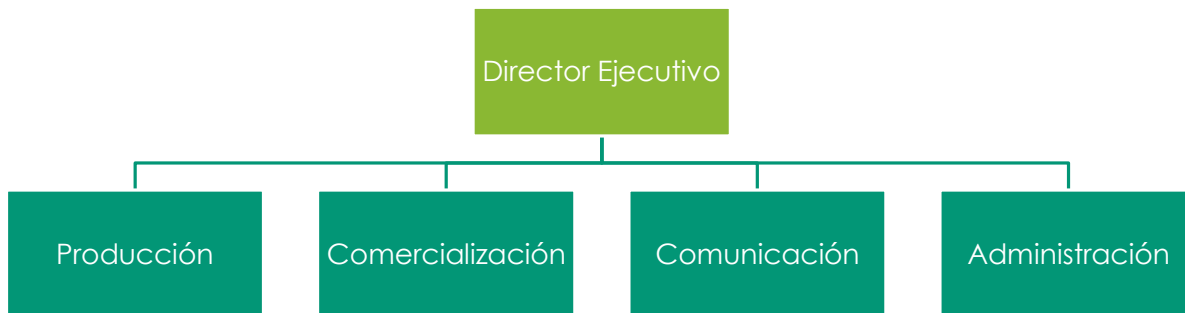 Director Ejecutivo
Producción
Comercialización
Comunicación
Administración